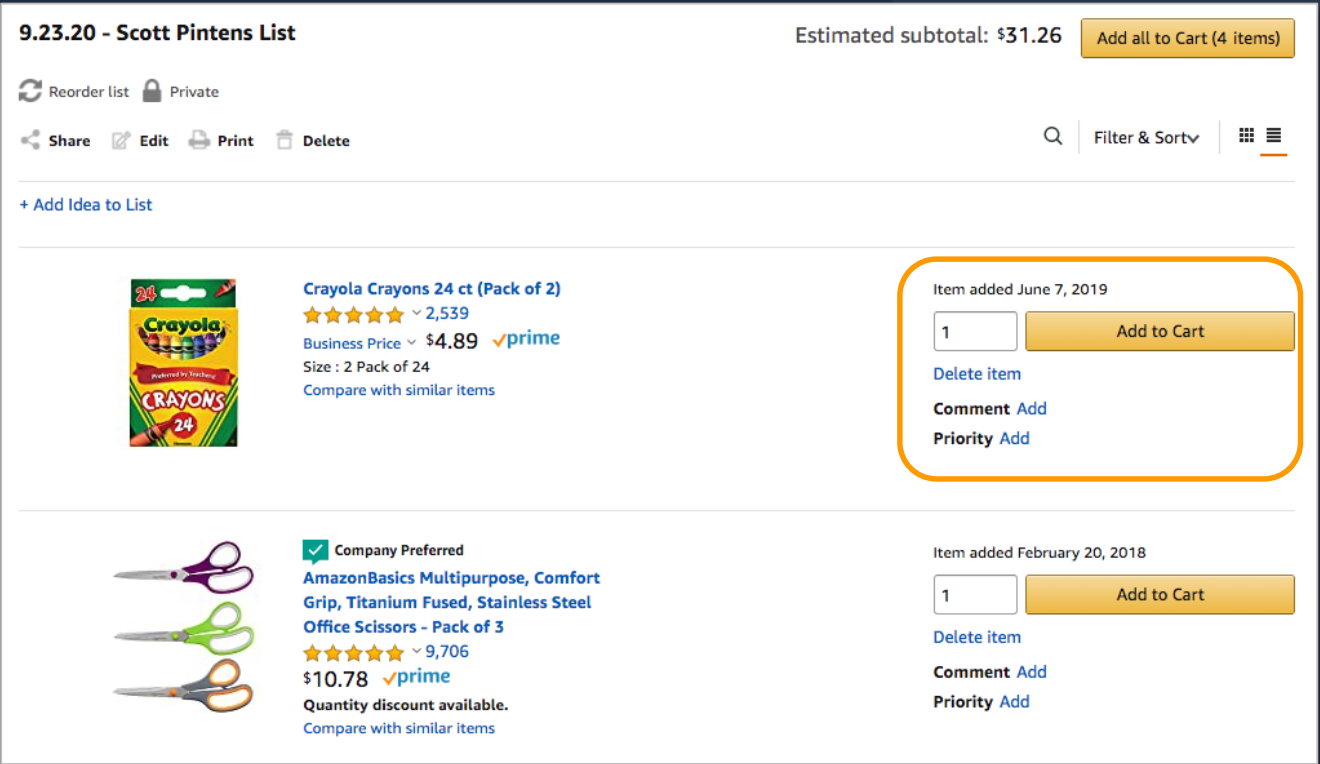 9.23.20 - Scott Pintens List
Estimated subtotal: $31.26
Add all to Cart (4 items)
Reorder list
Private
Share
Edit
Print
Delete
Filter & Sort
+ Add Idea to List
24
Crayola
Preferred by Teachers!
CRAYONS
24
Crayola Crayons 24 ct (Pack of 2)
2,539
Business Price $4.89 prime
Size : 2 Pack of 24
Compare with similar items
Item added June 7, 2019
1
Add to Cart
Delete item
Comment Add
Priority Add
Company Preferred
AmazonBasics Multipurpose, Comfort
Grip, Titanium Fused, Stainless Steel
Office Scissors - Pack of 3
9,706
$10.78 prime
Quantity discount available.
Compare with similar items
Item added February 20, 2018
1
Add to Cart
Delete item
Comment Add
Priority Add